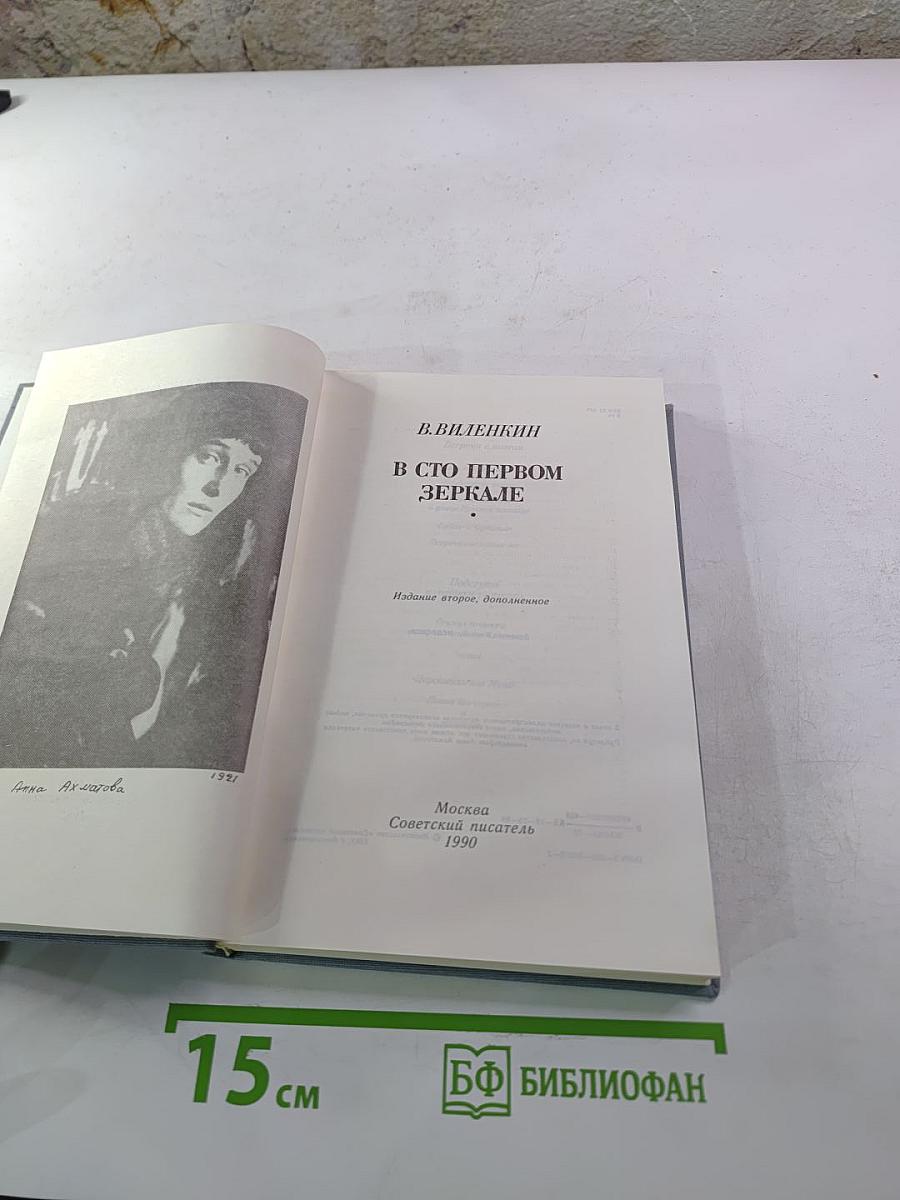 В.ВИЛЕНКИН
В СТО ПЕРВОМ
ЗЕРКАЛЕ
Издание второе, дополненное
Москва
Советский писатель
1990
1921
Анна Ахматова
15 см
БФ БИБЛИОФАН